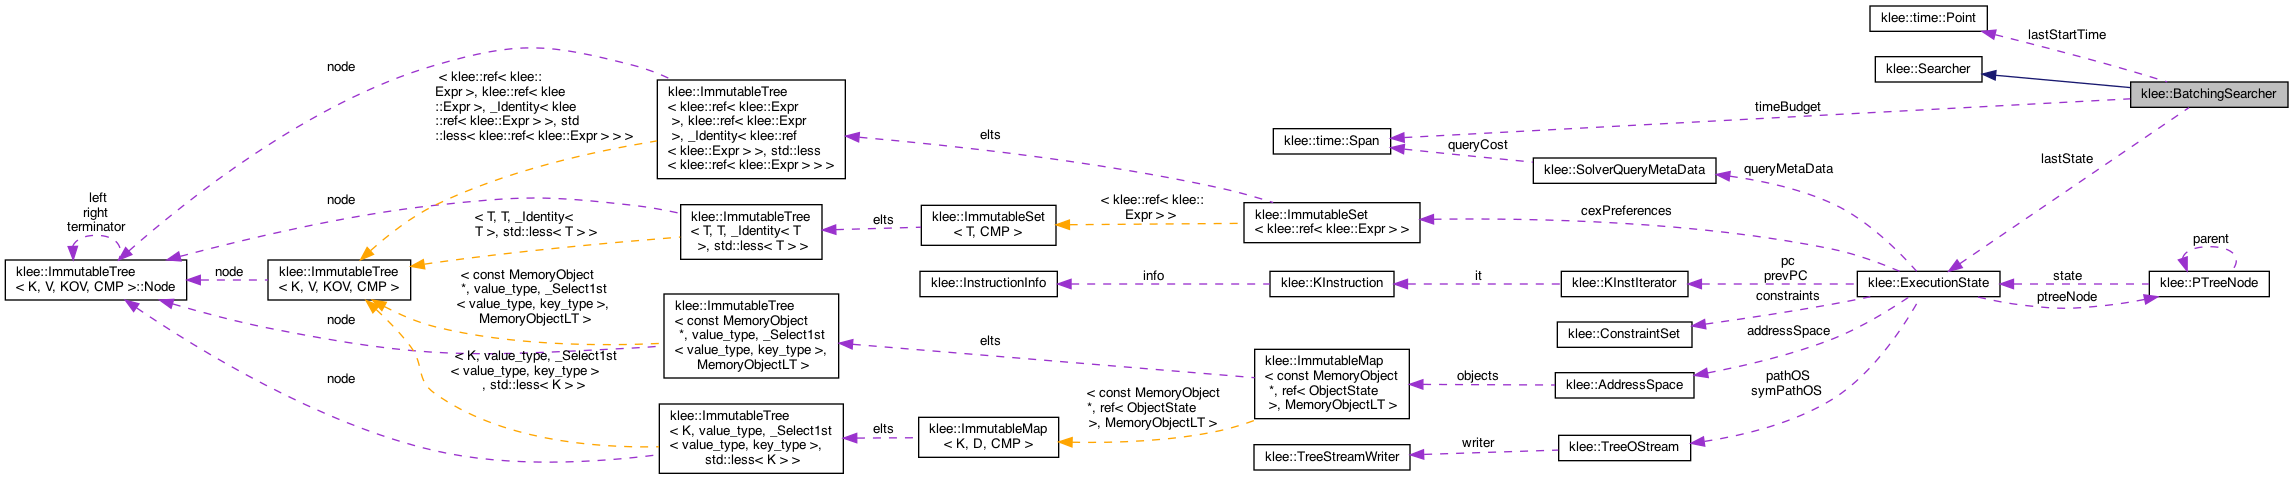 klee::time::Point
lastStartTime
klee::Searcher
klee::BatchingSearcher
timeBudget
klee::time::Span
queryCost
klee::SolverQueryMetaData
queryMetaData
lastState
node
< klee::ref< klee::
Expr >, klee::ref< klee
::Expr >, _Identity< klee
::ref< klee::Expr > >, std
::less< klee::ref< klee::Expr > > >
klee::ImmutableTree
< klee::ref< klee::Expr
>, klee::ref< klee::Expr
>, _Identity< klee::ref
< klee::Expr > >, std::less
< klee::ref< klee::Expr > > >
elts
left
right
terminator
node
< T, T, _Identity<
T >, std::less< T > >
klee::ImmutableTree
< T, T, _Identity< T
>, std::less< T > >
elts
klee::ImmutableSet
< T, CMP >
< klee::ref< klee::
Expr > >
klee::ImmutableSet
< klee::ref< klee::Expr > >
cexPreferences
klee::ImmutableTree
< K, V, KOV, CMP >::Node
node
klee::ImmutableTree
< K, V, KOV, CMP >
klee::InstructionInfo
info
klee::KInstruction
it
klee::KInstIterator
pc
prevPC
klee::ExecutionState
state
ptreeNode
parent
klee::PTreeNode
constraints
klee::ConstraintSet
addressSpace
< const MemoryObject
*, value_type, _Select1st
< value_type, key_type >,
MemoryObjectLT >
node
klee::ImmutableTree
< const MemoryObject
*, value_type, _Select1st
< value_type, key_type >,
MemoryObjectLT >
elts
klee::ImmutableMap
< const MemoryObject
*, ref< ObjectState
>, MemoryObjectLT >
objects
klee::AddressSpace
pathOS
symPathOS
< K, value_type, _Select1st
< value_type, key_type >
, std::less< K > >
node
klee::ImmutableTree
< K, value_type, _Select1st
< value_type, key_type >,
std::less< K > >
elts
klee::ImmutableMap
< K, D, CMP >
< const MemoryObject
*, ref< ObjectState
>, MemoryObjectLT >
klee::TreeStreamWriter
writer
klee::TreeOStream